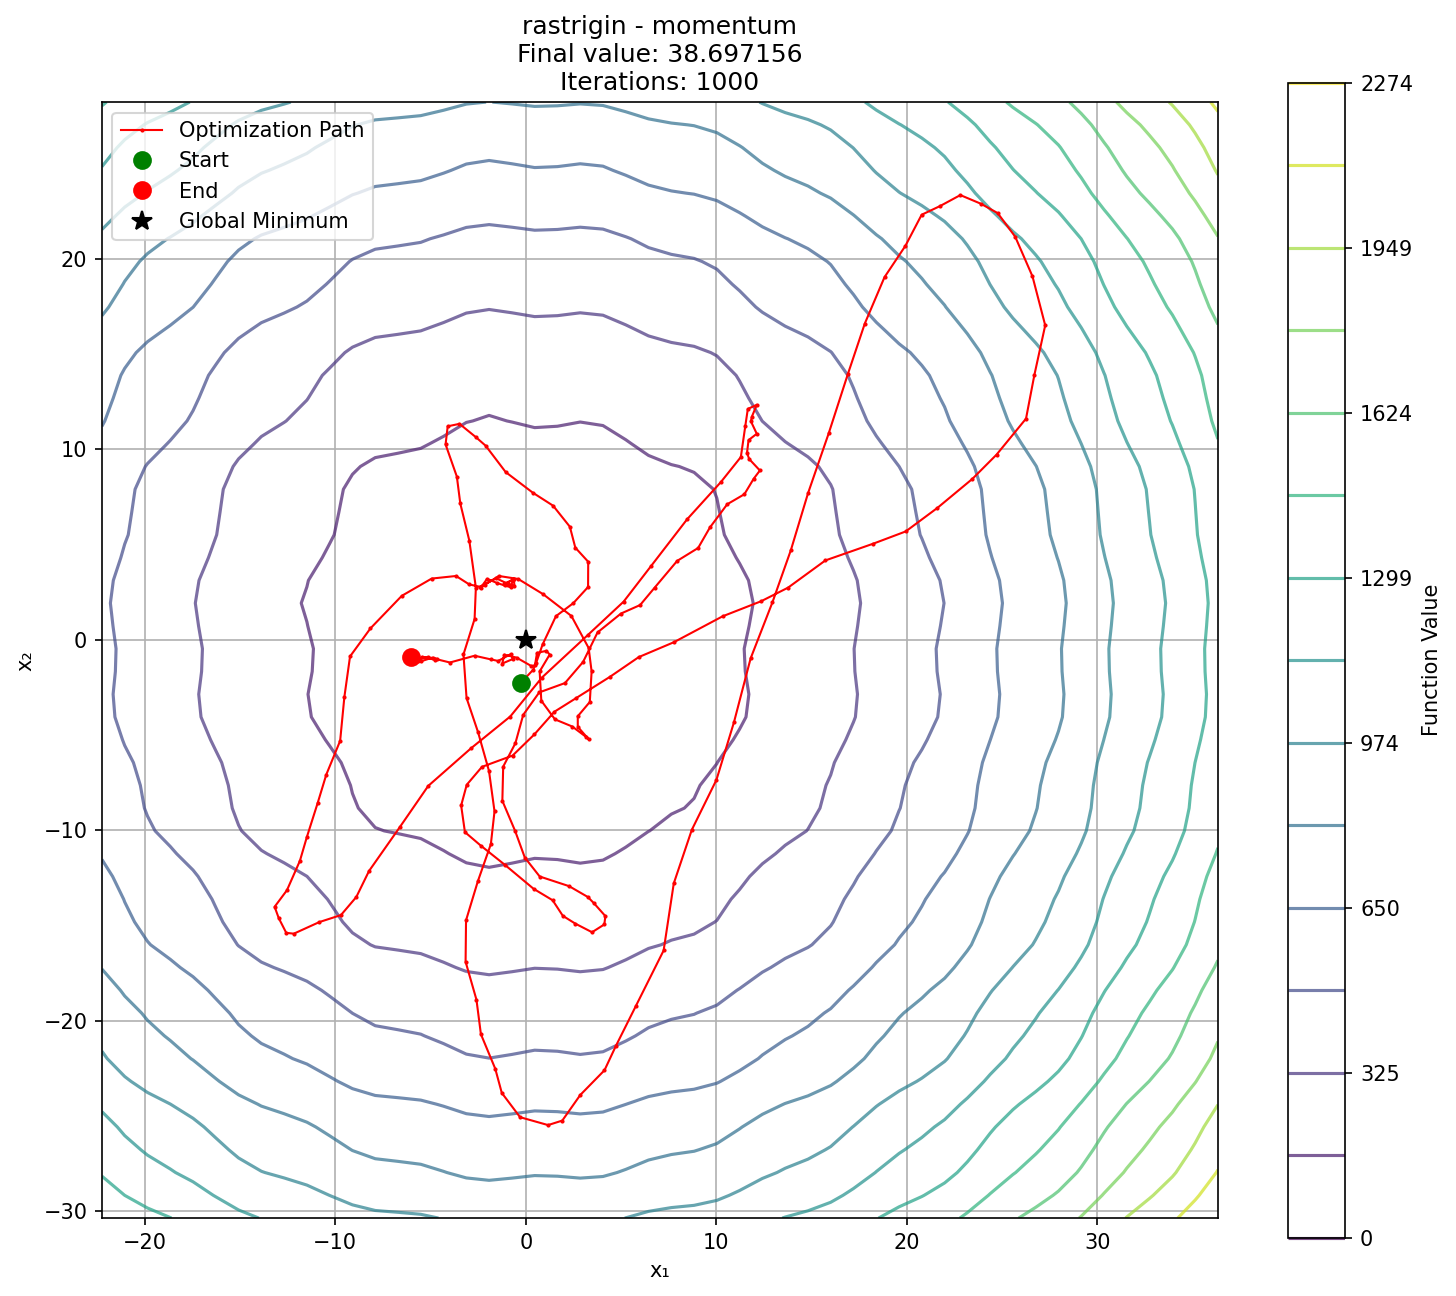 rastrigin - momentum
Final value: 38.697156
Iterations: 1000
Optimization Path
Start
End
Global Minimum
20
10
0
−10
−20
−30
−20
−10
0
10
20
30
x₁
x₂
2274
1949
1624
1299
974
650
325
0
Function Value